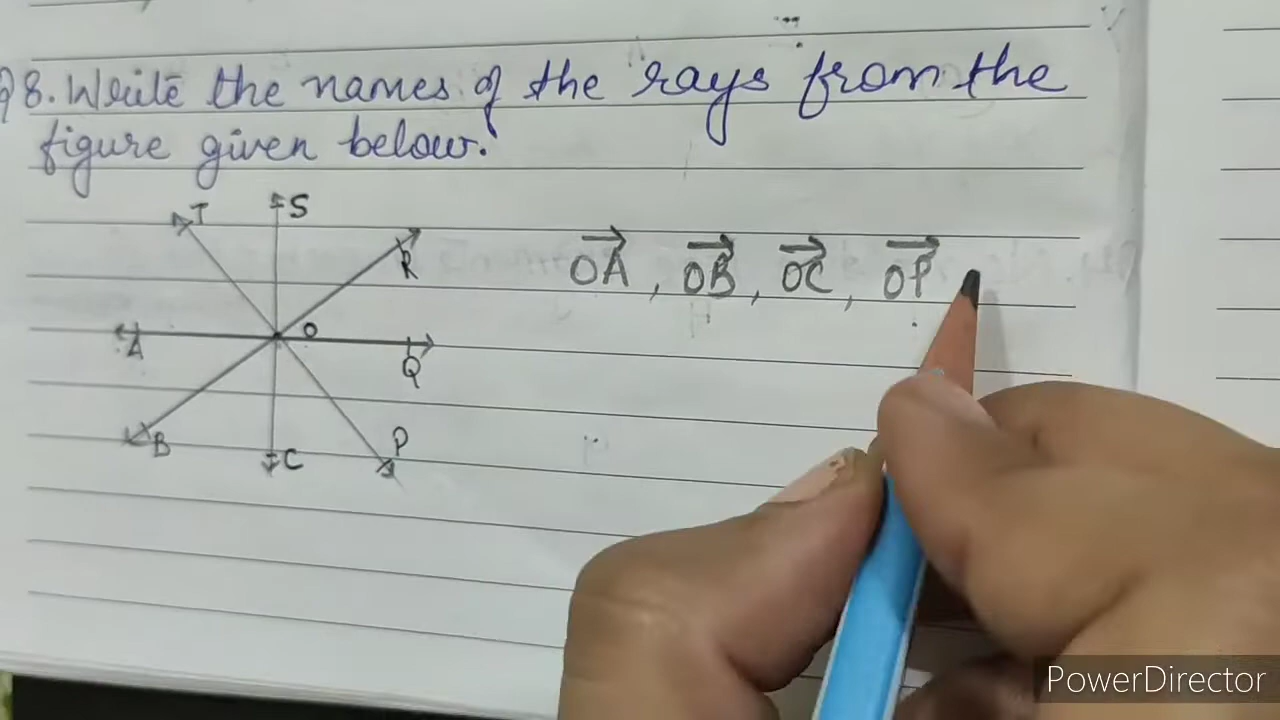 Q8. Write the names of the rays from the
figure given below.
T
S
R
O
A
Q
B
C
P
OA, OB, OC, OP
PowerDirector